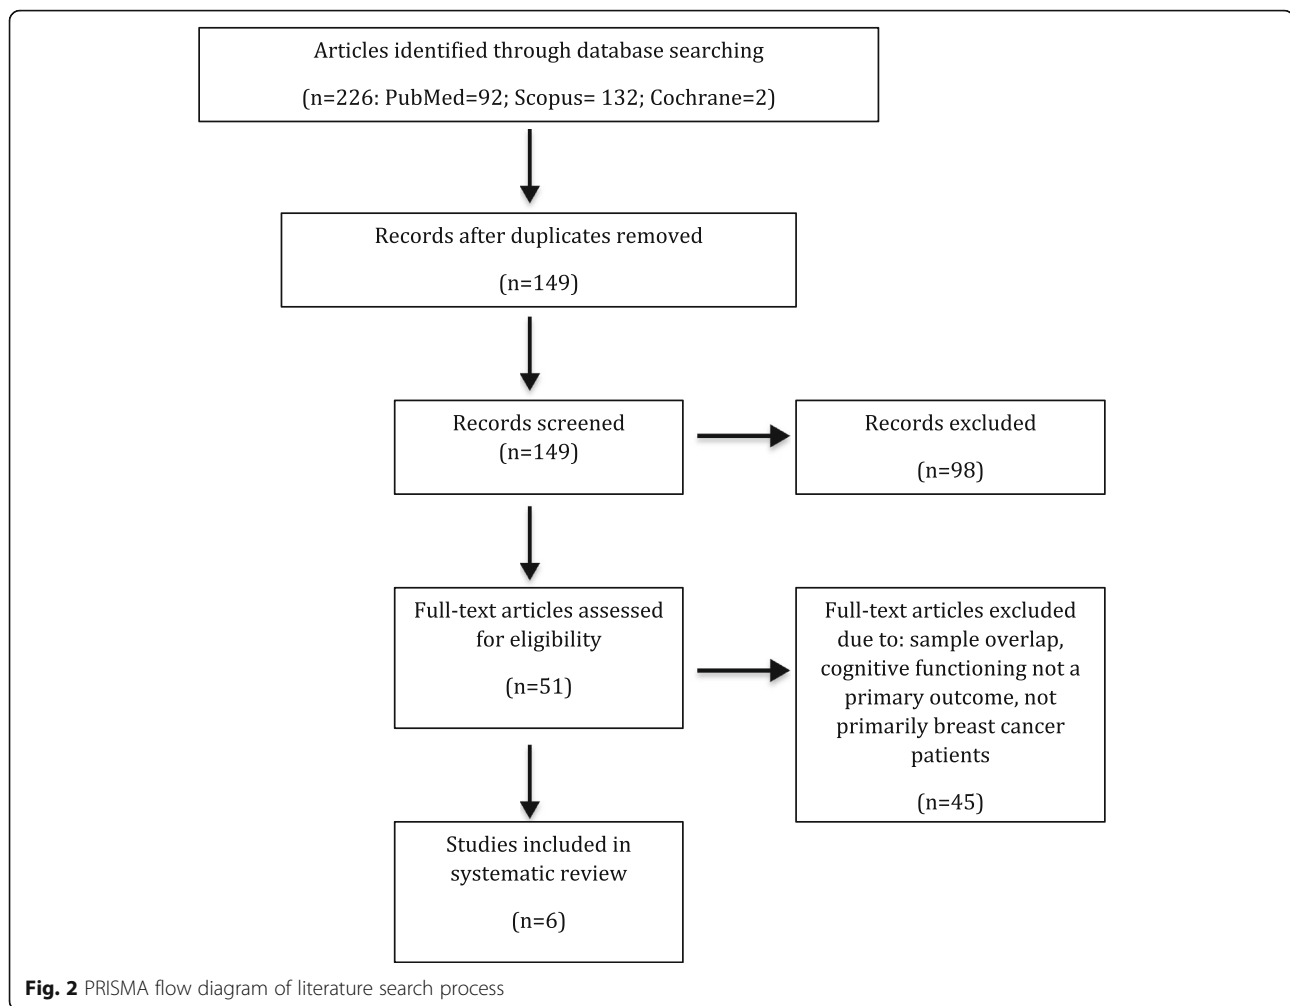 Articles identified through database searching
(n=226: PubMed=92; Scopus= 132; Cochrane=2)
Records after duplicates removed
(n=149)
Records screened
(n=149)
Records excluded
(n=98)
Full-text articles assessed
for eligibility
(n=51)
Full-text articles excluded
due to: sample overlap,
cognitive functioning not a
primary outcome, not
primarily breast cancer
patients
(n=45)
Studies included in
systematic review
(n=6)
Fig. 2 PRISMA flow diagram of literature search process